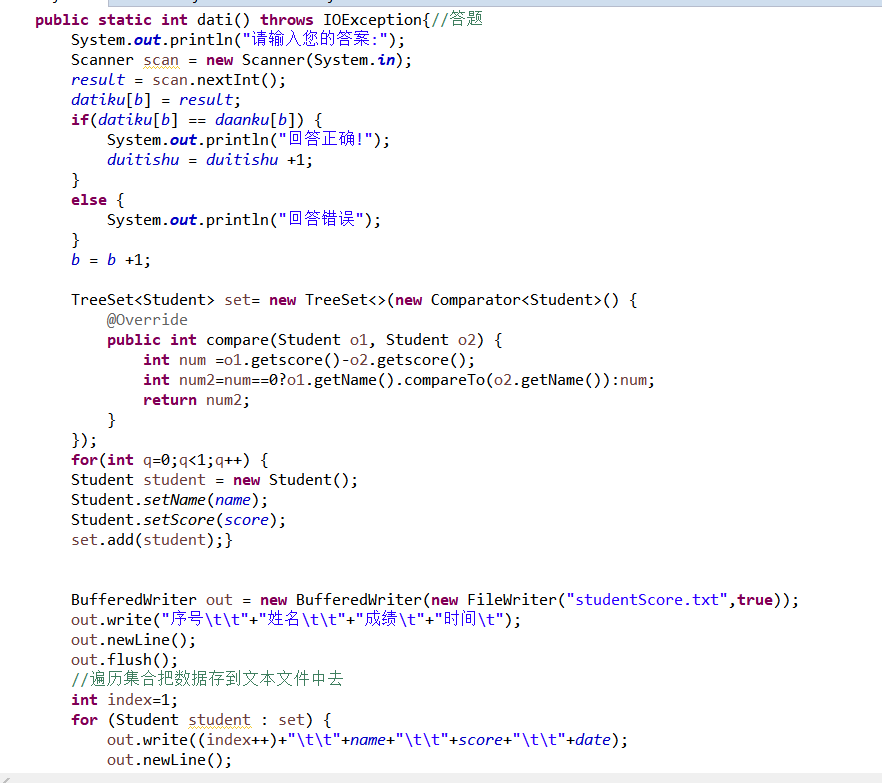 public static int dati() throws IOException{//答题
System.out.println("请输入您的答案:");
Scanner scan = new Scanner(System.in);
result = scan.nextInt();
datiku[b] = result;
if(datiku[b] == daanku[b]) {
System.out.println("回答正确!");
duitishu = duitishu +1;
}
else {
System.out.println("回答错误");
}
b = b +1;
TreeSet<Student> set= new TreeSet<>(new Comparator<Student>() {
@Override
public int compare(Student o1, Student o2) {
int num =o1.getscore()-o2.getscore();
int num2=num==0?o1.getName().compareTo(o2.getName()):num;
return num2;
}
});
for(int q=0;q<1;q++) {
Student student = new Student();
Student.setName(name);
Student.setScore(score);
set.add(student);}
BufferedWriter out = new BufferedWriter(new FileWriter("studentScore.txt",true));
out.write("序号\t\t"+"姓名\t\t"+"成绩\t"+"时间\t");
out.newLine();
out.flush();
//遍历集合把数据存到文本文件中去
int index=1;
for (Student student : set) {
out.write((index++)+"\t\t"+name+"\t\t"+score+"\t\t"+date);
out.newLine();